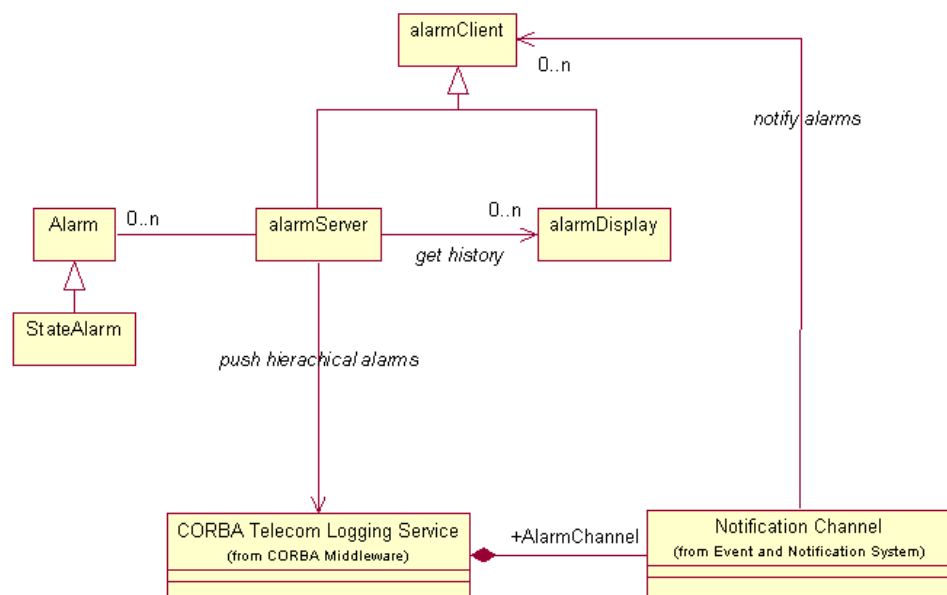 alarmClient
0..n
notify alarms
Alarm
0..n
alarmServer
0..n
alarmDisplay
get history
StateAlarm
push hierachical alarms
CORBA Telecom Logging Service
(from CORBA Middleware)
+AlarmChannel
Notification Channel
(from Event and Notification System)